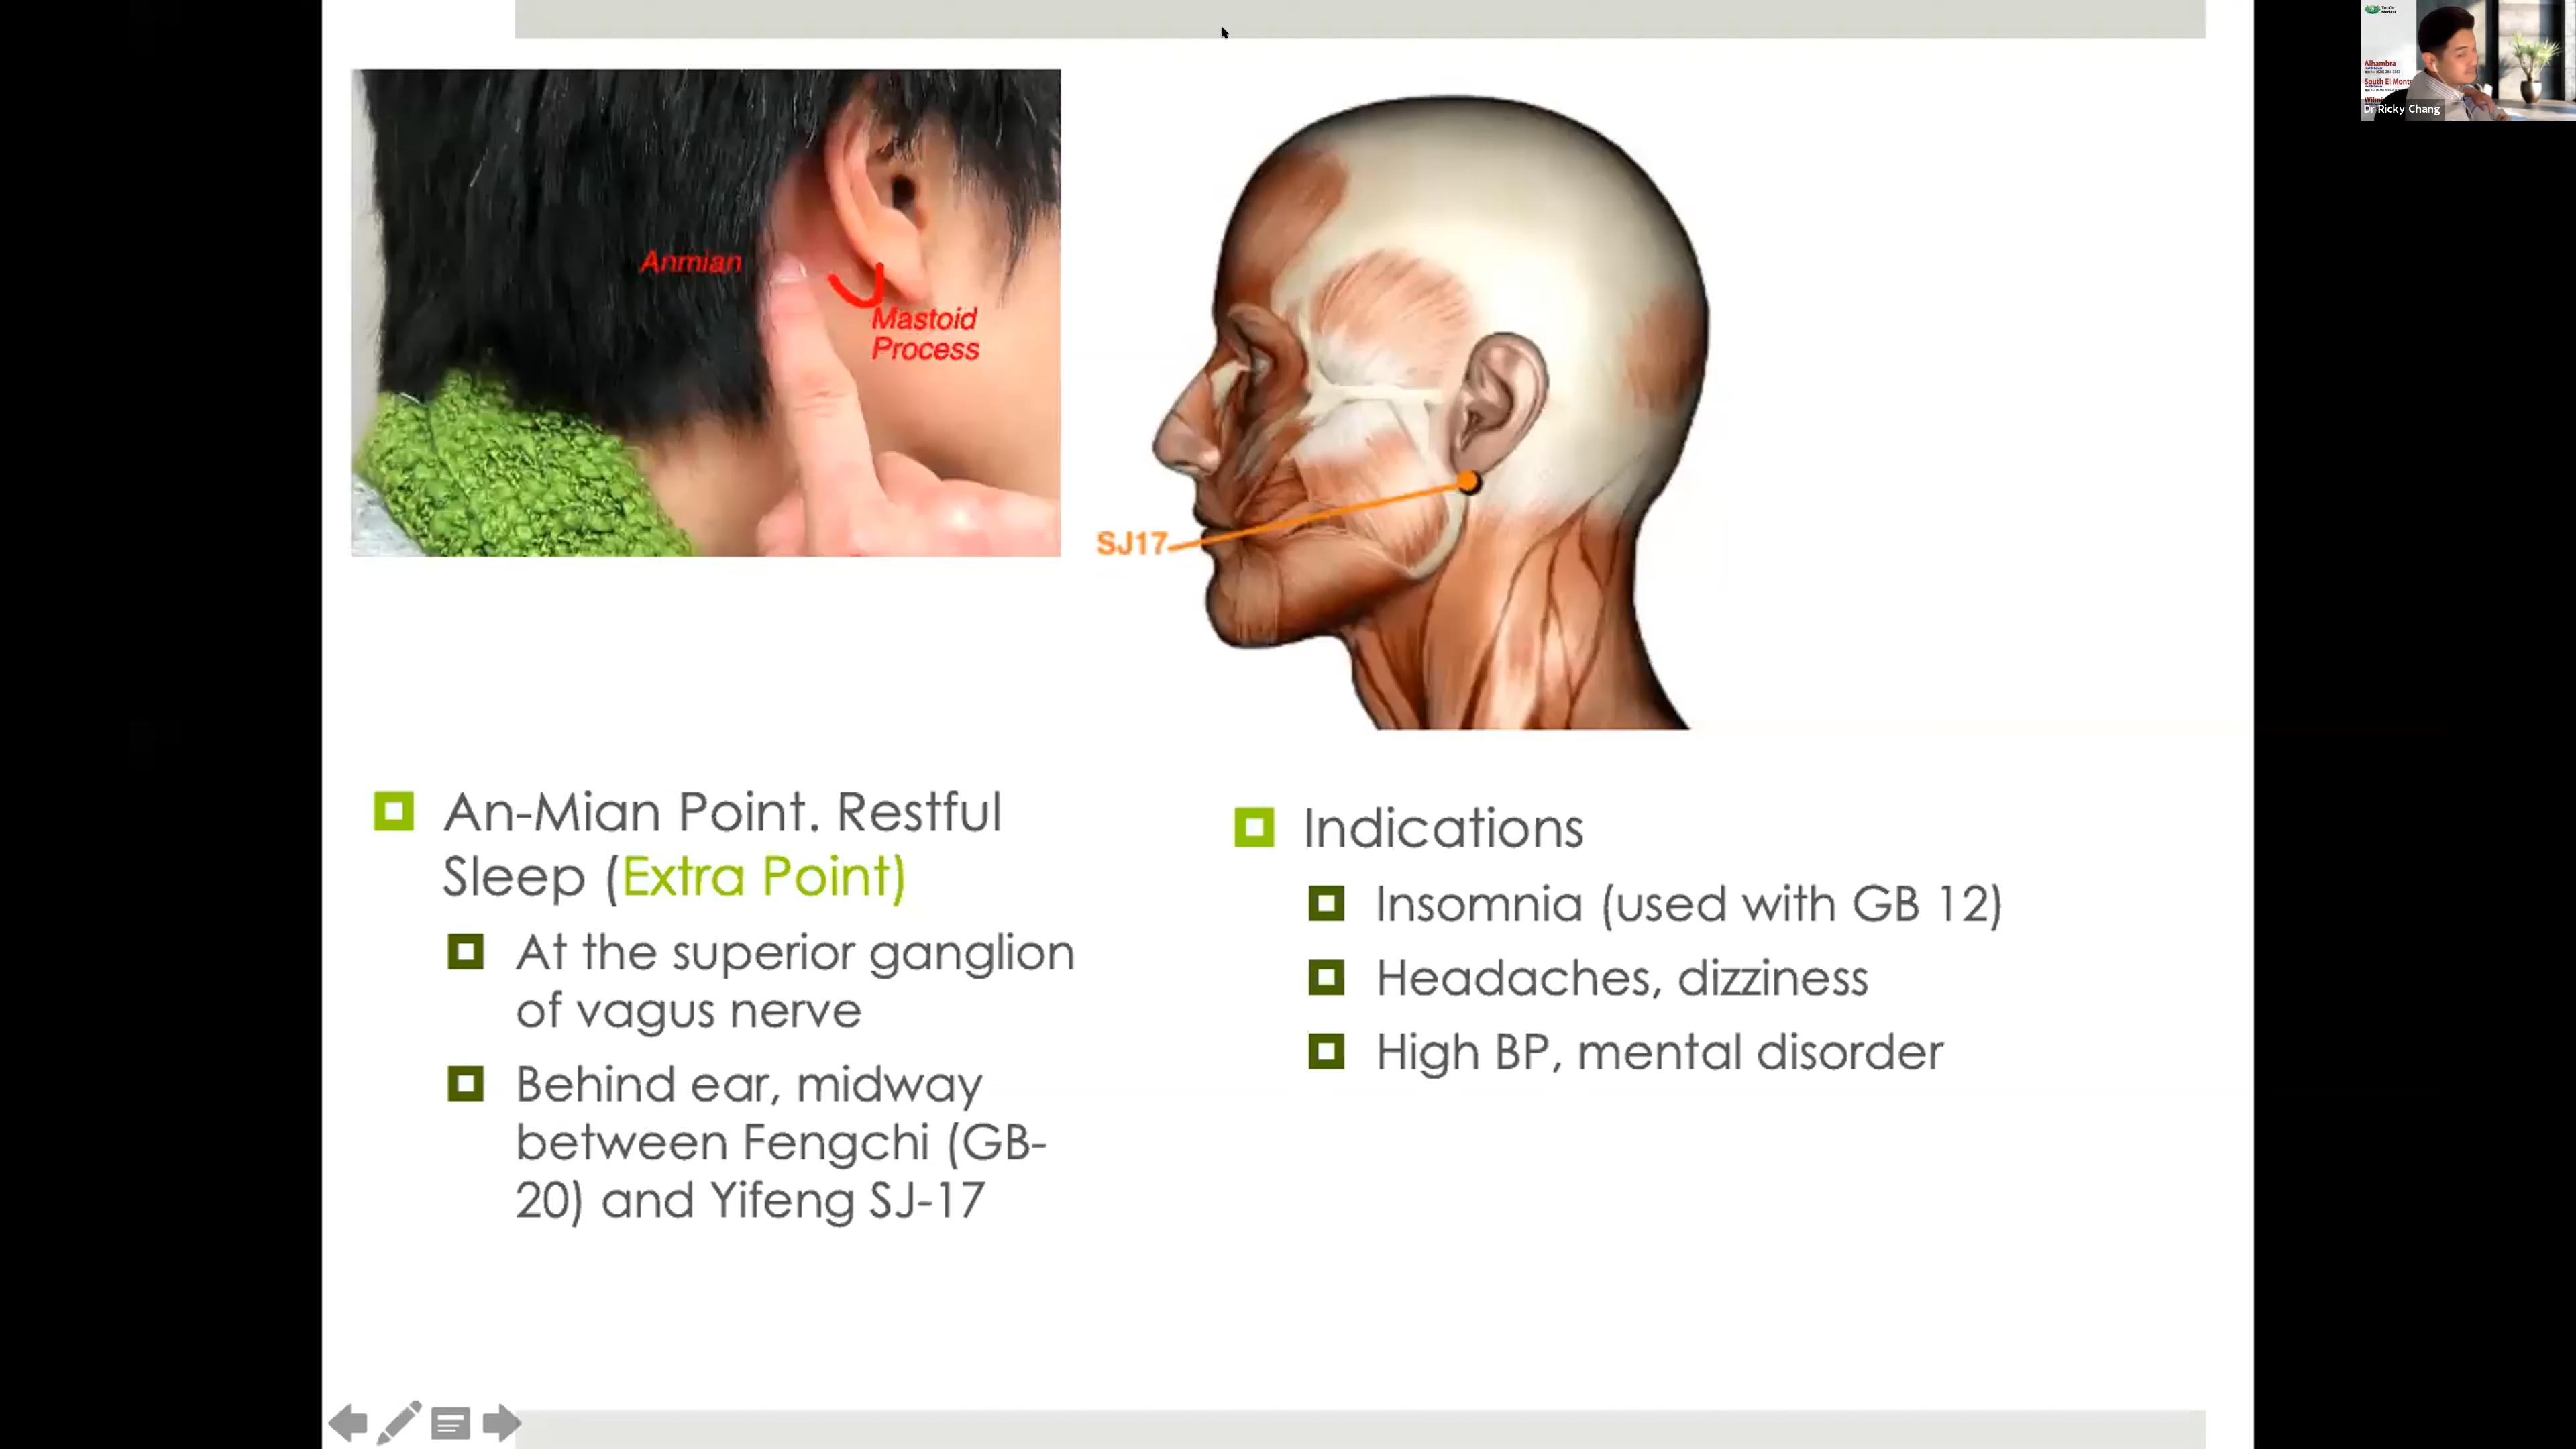 Anmian
Mastoid
Process
SJ17
An-Mian Point. Restful
Sleep (Extra Point)
At the superior ganglion
of vagus nerve
Behind ear, midway
between Fengchi (GB-
20) and Yifeng SJ-17
Indications
Insomnia (used with GB 12)
Headaches, dizziness
High BP, mental disorder
Alhambra
South El Monte
Dr Ricky Chang